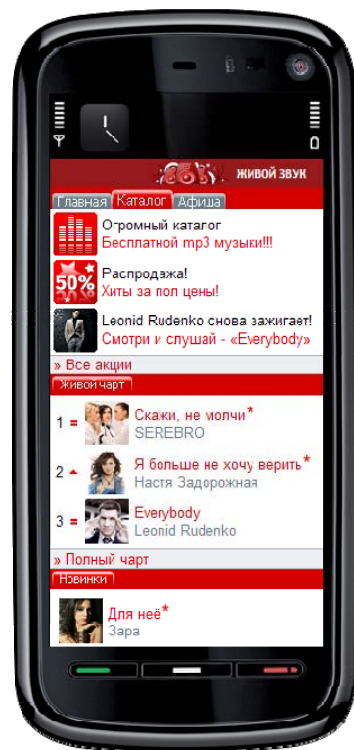 ЖИВОЙ ЗВУК
Главная Каталог Афиша
Огромный каталог
Бесплатной mp3 музыки!!!
50%
Распродажа!
Хиты за пол цены!
Leonid Rudenko снова зажигает!
Смотри и слушай - «Everybody»
» Все акции
Живой чарт
1 = Скажи, не молчи*
SEREBRO
2 Я больше не хочу верить*
Настя Задорожная
3 = Everybody
Leonid Rudenko
» Полный чарт
Новинки
Для неё*
Зара